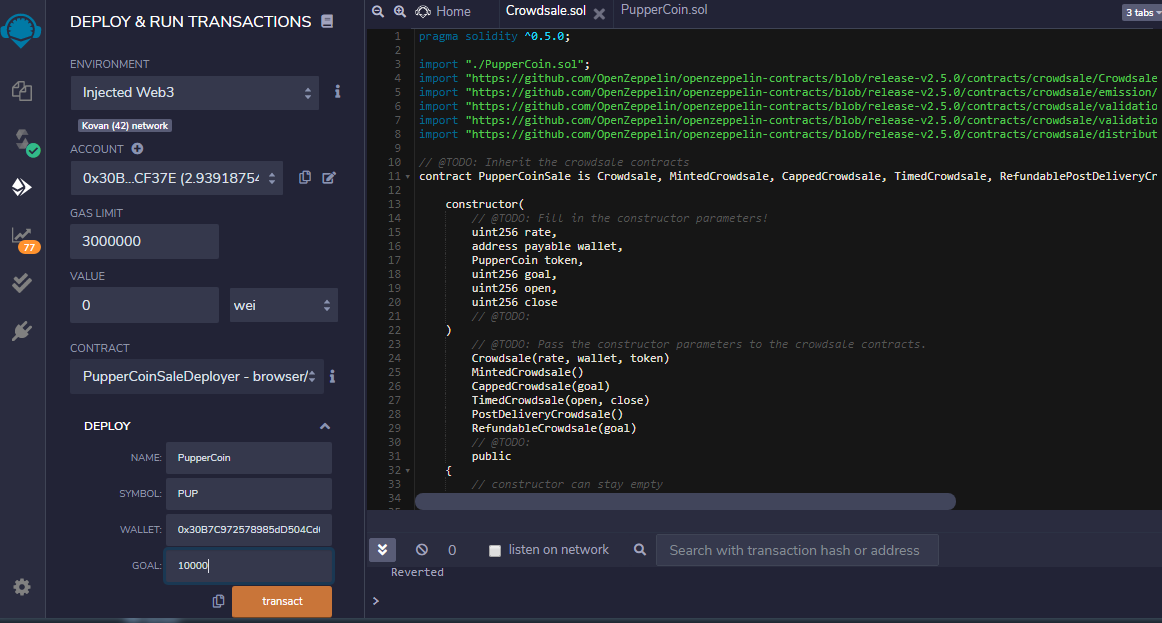 DEPLOY & RUN TRANSACTIONS
ENVIRONMENT
Injected Web3
Kovan (42) network
ACCOUNT
0x30B...CF37E (2.93918754
GAS LIMIT
3000000
VALUE
0
wei
CONTRACT
PupperCoinSaleDeployer - browser/
DEPLOY
NAME: PupperCoin
SYMBOL: PUP
WALLET: 0x30B7C972578985dD504Cd
GOAL: 10000
transact
77
Home
Crowdsale.sol
PupperCoin.sol
3 tabs
1 pragma solidity ^0.5.0;
2
3 import "./PupperCoin.sol";
4 import "https://github.com/OpenZeppelin/openzeppelin-contracts/blob/release-v2.5.0/contracts/crowdsale/Crowdsale
5 import "https://github.com/OpenZeppelin/openzeppelin-contracts/blob/release-v2.5.0/contracts/crowdsale/emission/
6 import "https://github.com/OpenZeppelin/openzeppelin-contracts/blob/release-v2.5.0/contracts/crowdsale/validatio
7 import "https://github.com/OpenZeppelin/openzeppelin-contracts/blob/release-v2.5.0/contracts/crowdsale/validatio
8 import "https://github.com/OpenZeppelin/openzeppelin-contracts/blob/release-v2.5.0/contracts/crowdsale/distribut
9
10 // @TODO: Inherit the crowdsale contracts
11 contract PupperCoinSale is Crowdsale, MintedCrowdsale, CappedCrowdsale, TimedCrowdsale, RefundablePostDeliveryCr
12
13 constructor(
14 // @TODO: Fill in the constructor parameters!
15 uint256 rate,
16 address payable wallet,
17 PupperCoin token,
18 uint256 goal,
19 uint256 open,
20 uint256 close
21 // @TODO:
22 )
23 // @TODO: Pass the constructor parameters to the crowdsale contracts.
24 Crowdsale(rate, wallet, token)
25 MintedCrowdsale()
26 CappedCrowdsale(goal)
27 TimedCrowdsale(open, close)
28 PostDeliveryCrowdsale()
29 RefundableCrowdsale(goal)
30 // @TODO:
31 public
32 {
33 // constructor can stay empty
34
0
listen on network
Search with transaction hash or address
Reverted
>